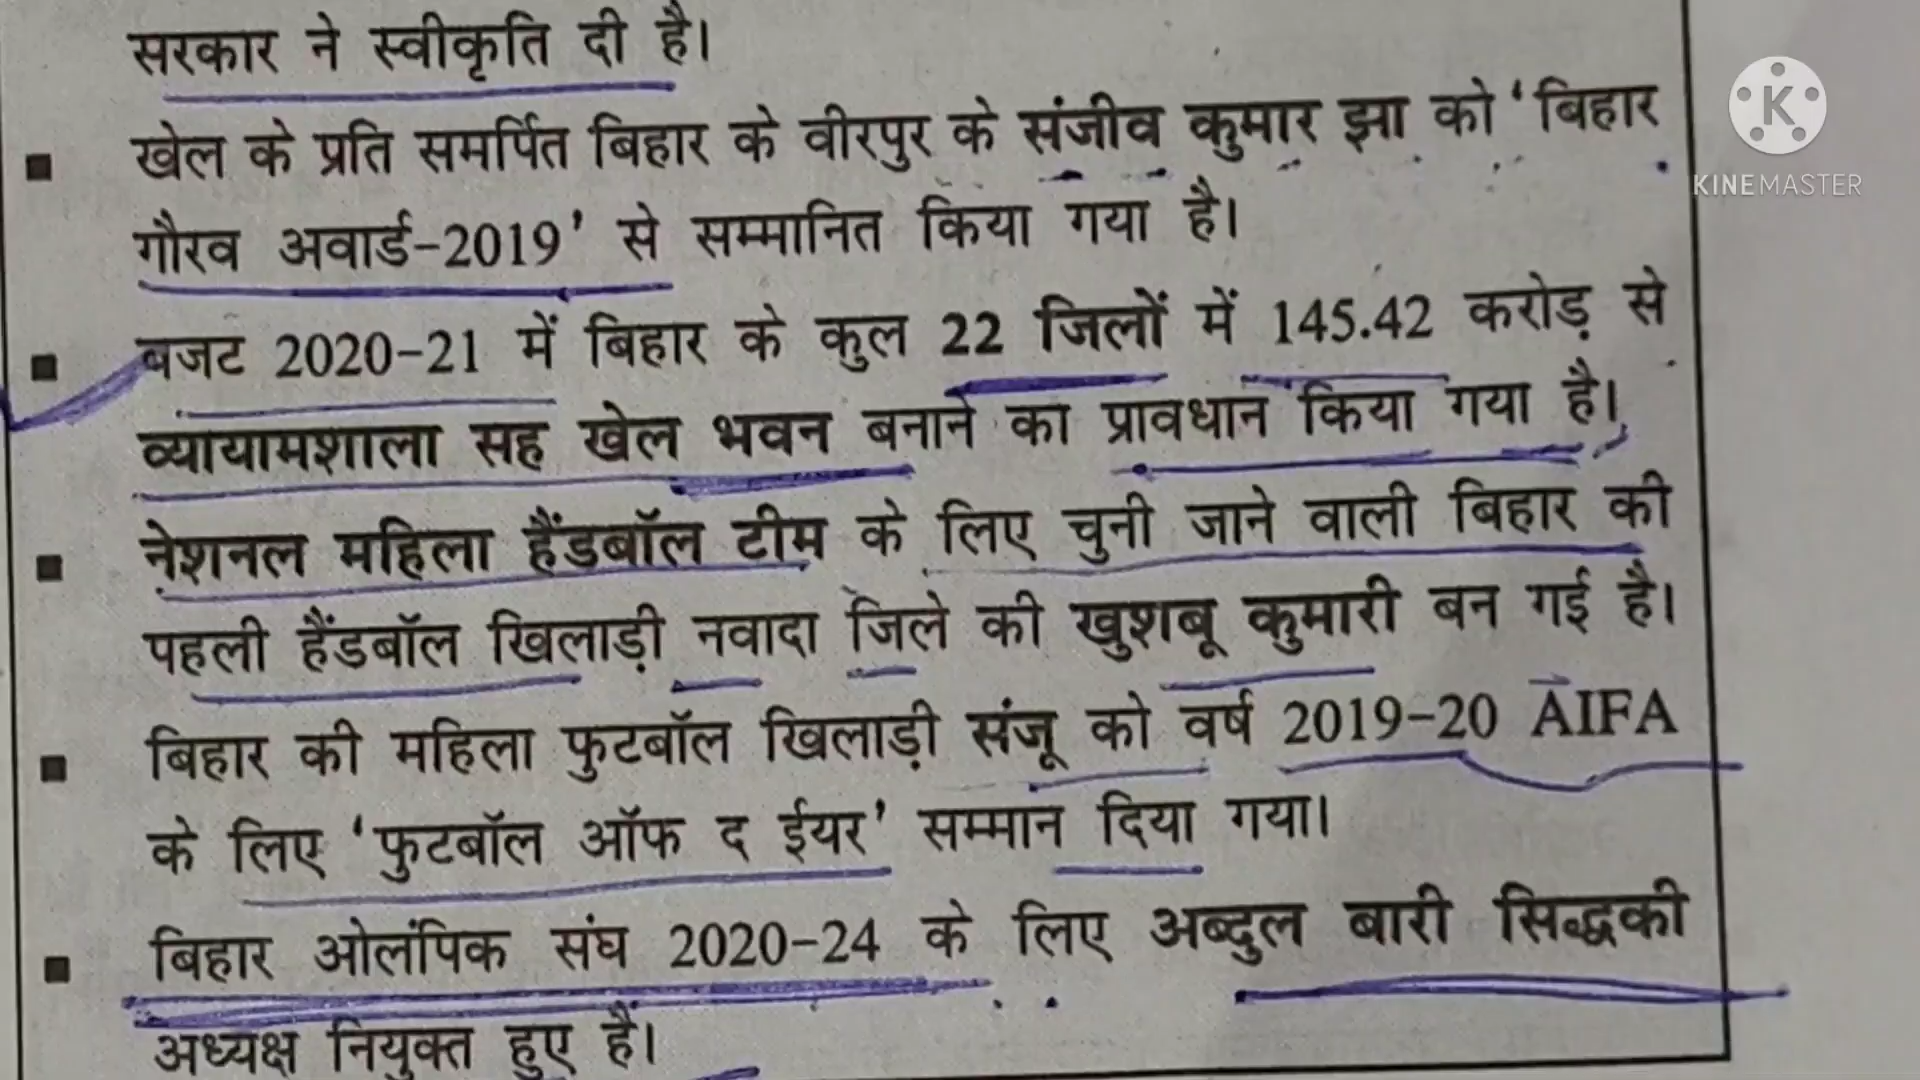 सरकार ने स्वीकृति दी है।
■ खेल के प्रति समर्पित बिहार के वीरपुर के संजीव कुमार झा को 'बिहार
गौरव अवार्ड-2019' से सम्मानित किया गया है।
■ बजट 2020-21 में बिहार के कुल 22 जिलों में 145.42 करोड़ से
व्यायामशाला सह खेल भवन बनाने का प्रावधान किया गया है।
■ नेशनल महिला हैंडबॉल टीम के लिए चुनी जाने वाली बिहार की
पहली हैंडबॉल खिलाड़ी नवादा जिले की खुशबू कुमारी बन गई है।
■ बिहार की महिला फुटबॉल खिलाड़ी संजू को वर्ष 2019-20 AIFA
के लिए 'फुटबॉल ऑफ द ईयर' सम्मान दिया गया।
■ बिहार ओलंपिक संघ 2020-24 के लिए अब्दुल बारी सिद्धकी
अध्यक्ष नियुक्त हुए है।
K
KINEMASTER